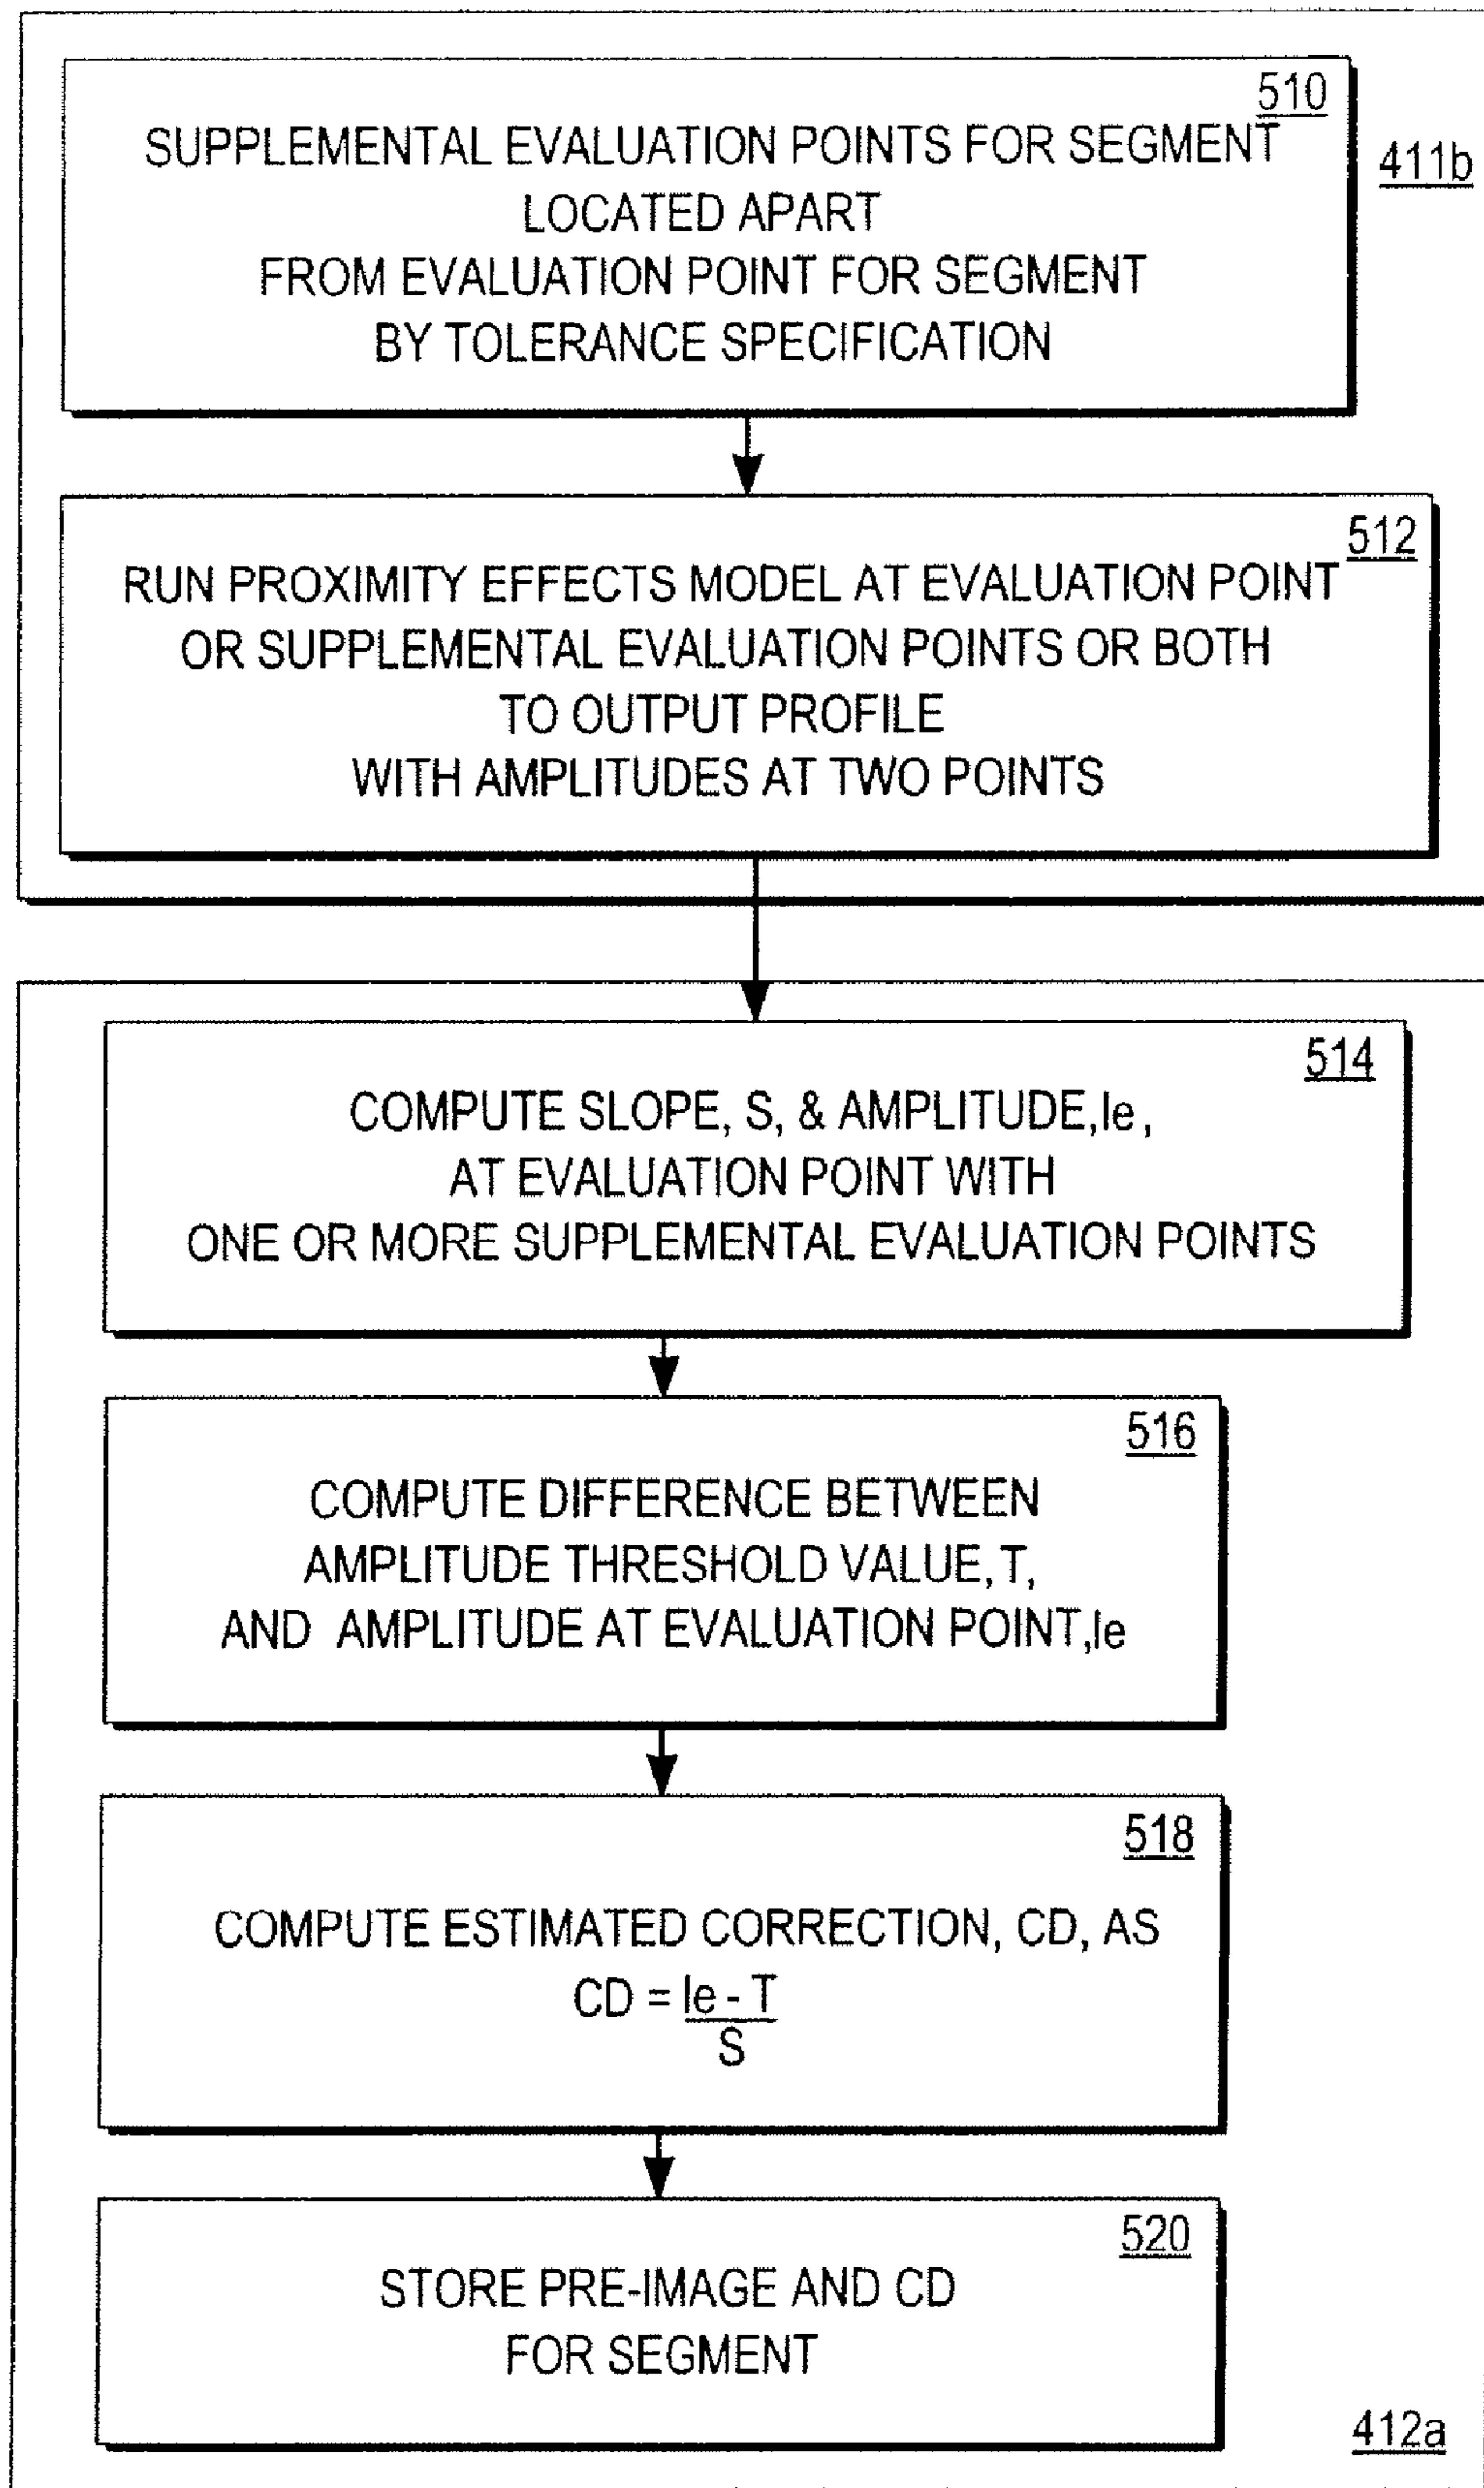 510
SUPPLEMENTAL EVALUATION POINTS FOR SEGMENT
LOCATED APART
FROM EVALUATION POINT FOR SEGMENT
BY TOLERANCE SPECIFICATION
411b
512
RUN PROXIMITY EFFECTS MODEL AT EVALUATION POINT
OR SUPPLEMENTAL EVALUATION POINTS OR BOTH
TO OUTPUT PROFILE
WITH AMPLITUDES AT TWO POINTS
514
COMPUTE SLOPE, S, & AMPLITUDE,Ie,
AT EVALUATION POINT WITH
ONE OR MORE SUPPLEMENTAL EVALUATION POINTS
516
COMPUTE DIFFERENCE BETWEEN
AMPLITUDE THRESHOLD VALUE,T,
AND AMPLITUDE AT EVALUATION POINT,Ie
518
COMPUTE ESTIMATED CORRECTION, CD, AS
CD = Ie - T
S
520
STORE PRE-IMAGE AND CD
FOR SEGMENT
412a